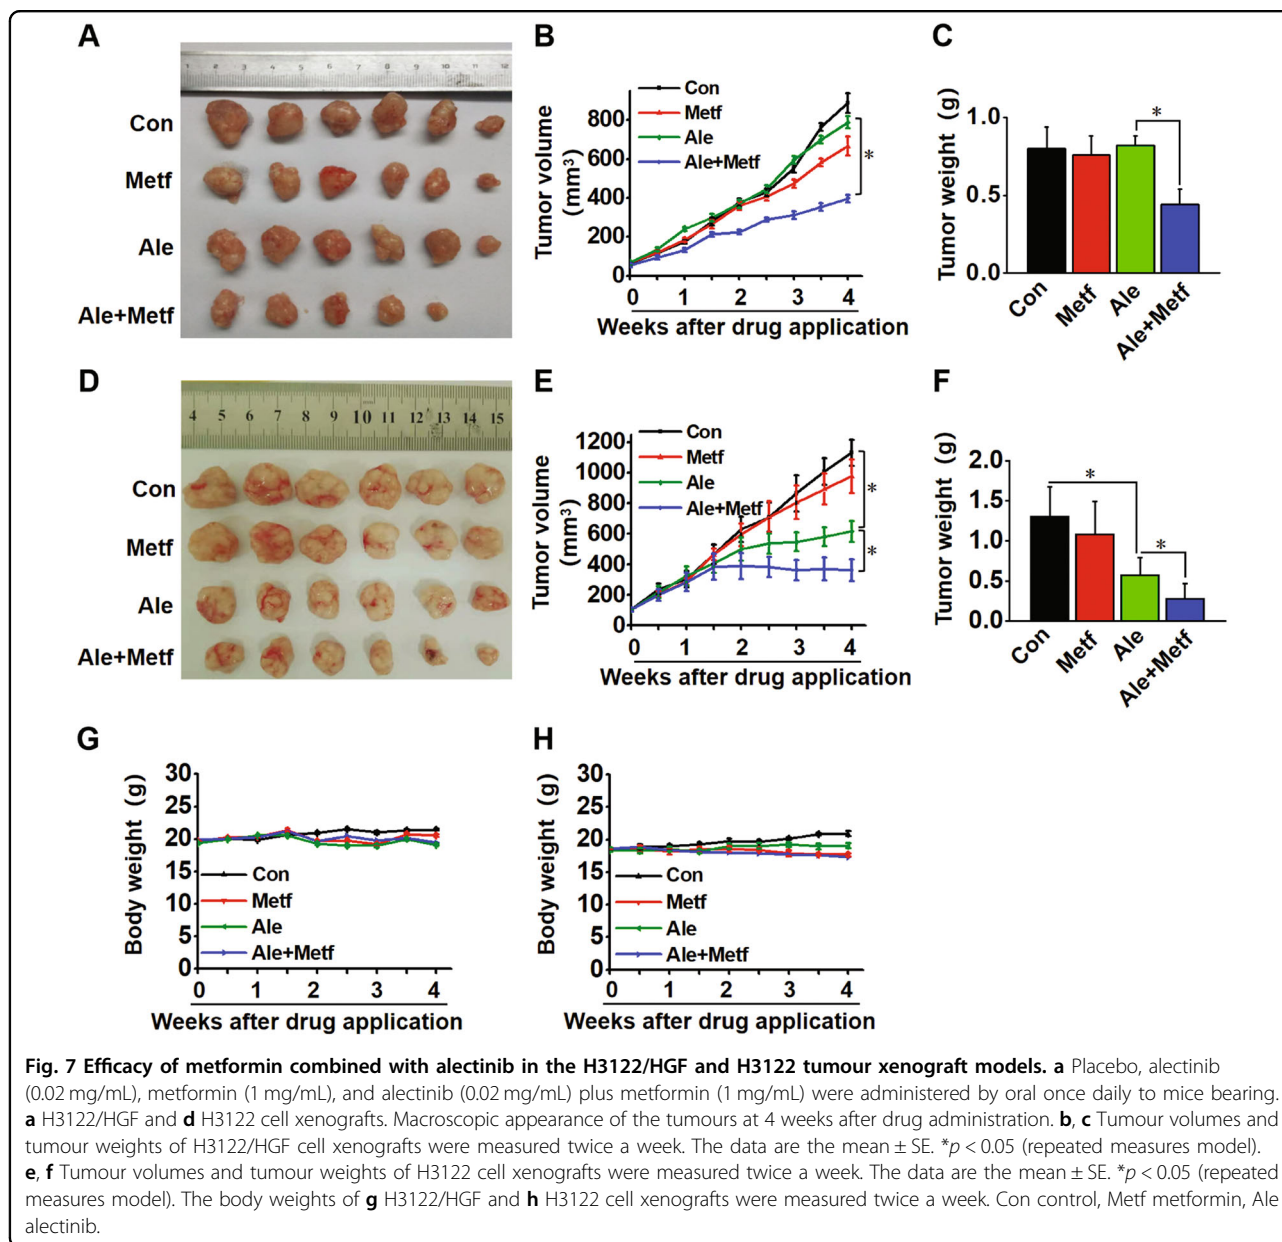 A
1 2 3 4 5 6 7 8 9 10 11 12
Con
Metf
Ale
Ale+Metf
B
Tumor volume
(mm³)
800
600
400
200
0
Con
Metf
Ale
Ale+Metf
*
0 1 2 3 4
Weeks after drug application
C
Tumor weight (g)
1.0
0.5
0.0
*
Con
Metf
Ale
Ale+Metf
D
4 5 6 7 8 9 10 11 12 13 14 15
Con
Metf
Ale
Ale+Metf
E
Tumor volume
(mm³)
1200
1000
800
600
400
200
0
Con
Metf
Ale
Ale+Metf
*
*
0 1 2 3 4
Weeks after drug application
F
Tumor weight (g)
2.0
1.5
1.0
0.5
0.0
*
*
Con
Metf
Ale
Ale+Metf
G
Body weight (g)
30
25
20
15
10
5
0
Con
Metf
Ale
Ale+Metf
0 1 2 3 4
Weeks after drug application
H
Body weight (g)
30
25
20
15
10
5
0
Con
Metf
Ale
Ale+Metf
0 1 2 3 4
Weeks after drug application
Fig. 7 Efficacy of metformin combined with alectinib in the H3122/HGF and H3122 tumour xenograft models. a Placebo, alectinib
(0.02 mg/mL), metformin (1 mg/mL), and alectinib (0.02 mg/mL) plus metformin (1 mg/mL) were administered by oral once daily to mice bearing.
a H3122/HGF and d H3122 cell xenografts. Macroscopic appearance of the tumours at 4 weeks after drug administration. b, c Tumour volumes and
tumour weights of H3122/HGF cell xenografts were measured twice a week. The data are the mean ± SE. *p < 0.05 (repeated measures model).
e, f Tumour volumes and tumour weights of H3122 cell xenografts were measured twice a week. The data are the mean ± SE. *p < 0.05 (repeated
measures model). The body weights of g H3122/HGF and h H3122 cell xenografts were measured twice a week. Con control, Metf metformin, Ale
alectinib.